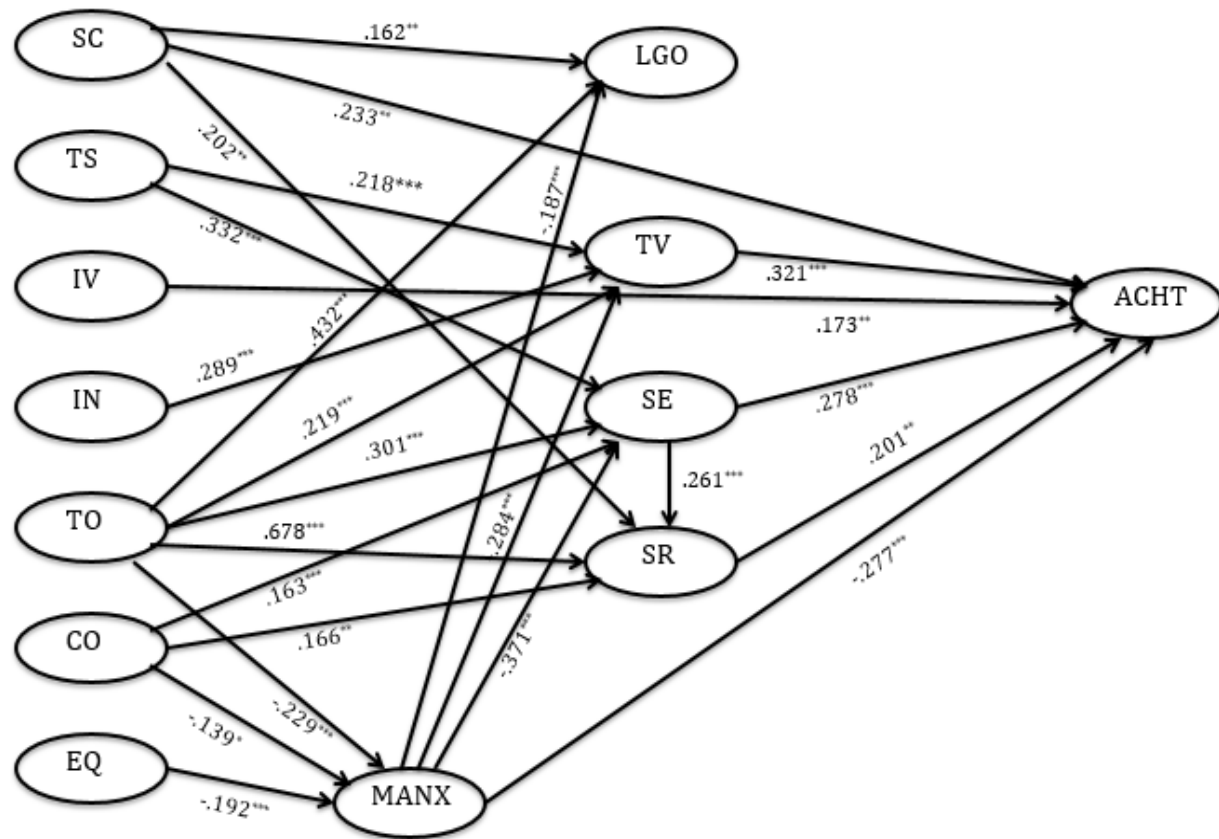 SC
.162**
LGO
.233**
.202**
TS
-.187***
.218***
.332***
TV
.321***
IV
ACHT
.432***
.173**
.289***
IN
SE
.219***
.278***
.301***
.201**
.261***
TO
.678***
.284***
SR
-.277***
.163***
.166**
-.371***
CO
-.229***
-.139*
EQ
MANX
-.192***